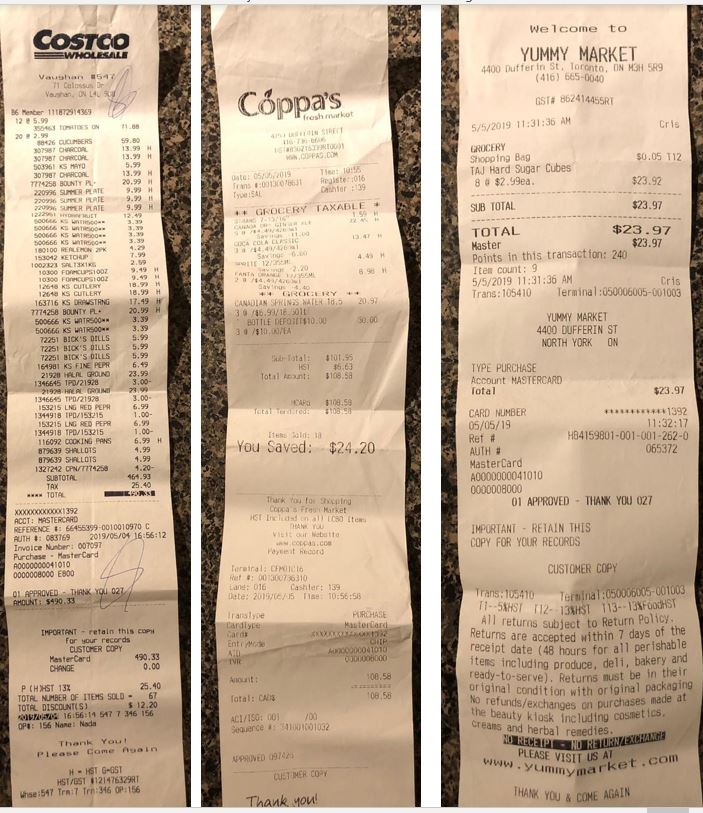 COSTCO
WHOLESALE
Vaughan #547
71 Colossus Dr
Vaughan, ON L4L
B6 Member 111872914369
12 @ 5.99
355463 TOMATOES ON 71.88
20 @ 2.99
88426 CUCUMBERS 59.80
307987 CHARCOAL 13.99 H
307987 CHARCOAL 13.99 H
503961 KS MAYO 5.99
307987 CHARCOAL 13.99 H
7774258 BOUNTY PL+ 20.99 H
220996 SUMMER PLATE 9.99 H
220996 SUMMER PLATE 9.99 H
220996 SUMMER PLATE 9.99 H
1222961 HYDRAFRUIT 12.49
500666 KS WATR500** 3.39
500666 KS WATR500** 3.39
500666 KS WATR500** 3.39
500666 KS WATR500** 3.39
180100 REALEMON 2PK 4.29
153042 KETCHUP 7.99
1002323 SALT3X1KG 2.59
10300 FOAMCUPS10OZ 9.49 H
10300 FOAMCUPS10OZ 9.49 H
12648 KS CUTLERY 18.99 H
12648 KS CUTLERY 18.99 H
163716 KS DRAWSTRNG 17.49 H
7774258 BOUNTY PL+ 20.99 H
500666 KS WATR500** 3.39
500666 KS WATR500** 3.39
72251 BICK'S DILLS 5.99
72251 BICK'S DILLS 5.99
72251 BICK'S DILLS 5.99
164981 KS FINE PEPR 6.49
21928 HALAL GROUND 23.99
1346645 TPD/21928 3.00-
21928 HALAL GROUND 23.99
1346645 TPD/21928 3.00-
153215 LNG RED PEPR 6.99
1344918 TPD/153215 1.00-
153215 LNG RED PEPR 6.99
1344918 TPD/153215 1.00-
116092 COOKING PANS 6.99 H
879639 SHALLOTS 4.99
879639 SHALLOTS 4.99
1327242 CPN/7774258 4.20-
SUBTOTAL 464.93
TAX 25.40
**** TOTAL 490.33
XXXXXXXXXXXX1392
ACCT: MASTERCARD
REFERENCE #: 66455399-0010010970 C
AUTH #: 083769 2019/05/04 16:56:12
Invoice Number: 007097
Purchase - MasterCard
A0000000041010
0000008000 E800
01 APPROVED - THANK YOU 027
AMOUNT: $490.33
IMPORTANT - retain this copy
for your records
CUSTOMER COPY
MasterCard 490.33
CHANGE 0.00
P (H)HST 13% 25.40
TOTAL NUMBER OF ITEMS SOLD = 67
TOTAL DISCOUNT(S) $ 12.20
2019/05/04 16:56:14 547 7 346 156
OP#: 156 Name: Nada
Thank You!
Please Come Again
H = HST G=GST
HST/GST #121476329RT
Whse:547 Trm:7 Trn:346 OP:156
Coppa's
fresh market
4750 DUFFERIN STREET
WWW.COPPAS.COM
Date: 05/05/2019 Time: 10:55
Trans #:00130078631 Register:016
Type:SAL Cashier :139
** GROCERY TAXABLE *
1.59 H
CANADA DRY GINGER ALE
Savings -11.00
COCA COLA CLASSIC 13.47 H
3 @ /$4.49/4260ml
Savings -6.00
SPRITE 12/355ML 4.49 H
Savings -2.20
FANTA ORANGE 12/355ML 8.98 H
2 @ /$4.49/4260ml
Savings -4.40
** GROCERY **
CANADIAN SPRINGS WATER 18.5 20.97
3 @ /$6.99/18.50ltl
BOTTLE DEPOSIT$10.00 30.00
3 @ /$10.00/EA
Sub-Total: $101.95
HST $6.63
Total Amount: $108.58
MCARd $108.58
Total Tendered: $108.58
Items Sold: 18
You Saved: $24.20
Thank You for Shopping
Coppa's Fresh Market
HST Included on all LCBO Items
THANK YOU
Visit our Website
www.coppas.com
Payment Record
Terminal: CFM01C16
Ref #: 001300736310
Lane: 016 Cashier: 139
Date: 2019/05/05 Time: 10:56:58
TransType PURCHASE
CardType MasterCard
Card# XXXXXXXXXXXX1392
EntryMode CHIP
AID A0000000041010
TVR 0000008000
Amount: 108.58
Total: CAD$ 108.58
ACI/ISO: 001 /00
Sequence #: 341001001032
APPROVED 097426
CUSTOMER COPY
Thank you!
Welcome to
YUMMY MARKET
4400 Dufferin St, Toronto, ON M3H 5R9
(416) 665-0040
GST# 862414455RT
5/5/2019 11:31:36 AM Cris
GROCERY
Shopping Bag $0.05 T12
TAJ Hard Sugar Cubes
8 @ $2.99ea. $23.92
SUB TOTAL $23.97
TOTAL $23.97
Master $23.97
Points in this transaction: 240
Item count: 9
5/5/2019 11:31:36 AM Cris
Trans:105410 Terminal:050006005-001003
YUMMY MARKET
4400 DUFFERIN ST
NORTH YORK ON
TYPE PURCHASE
Account MASTERCARD
Total $23.97
CARD NUMBER ************1392
05/05/19 11:32:17
Ref # HB4159801-001-001-262-0
AUTH # 065372
MasterCard
A0000000041010
0000008000
01 APPROVED - THANK YOU 027
IMPORTANT - RETAIN THIS
COPY FOR YOUR RECORDS
CUSTOMER COPY
Trans:105410 Terminal:050006005-001003
T1--5%HST T12--13%HST T13--13%FoodHST
All returns subject to Return Policy.
Returns are accepted within 7 days of the
receipt date (48 hours for all perishable
items including produce, deli, bakery and
ready-to-serve). Returns must be in their
original condition with original packaging
No refunds/exchanges on purchases made at
the beauty kiosk including cosmetics,
creams and herbal remedies.
NO RECEIPT - NO RETURN/EXCHANGE
PLEASE VISIT US AT
www.yummymarket.com
THANK YOU & COME AGAIN